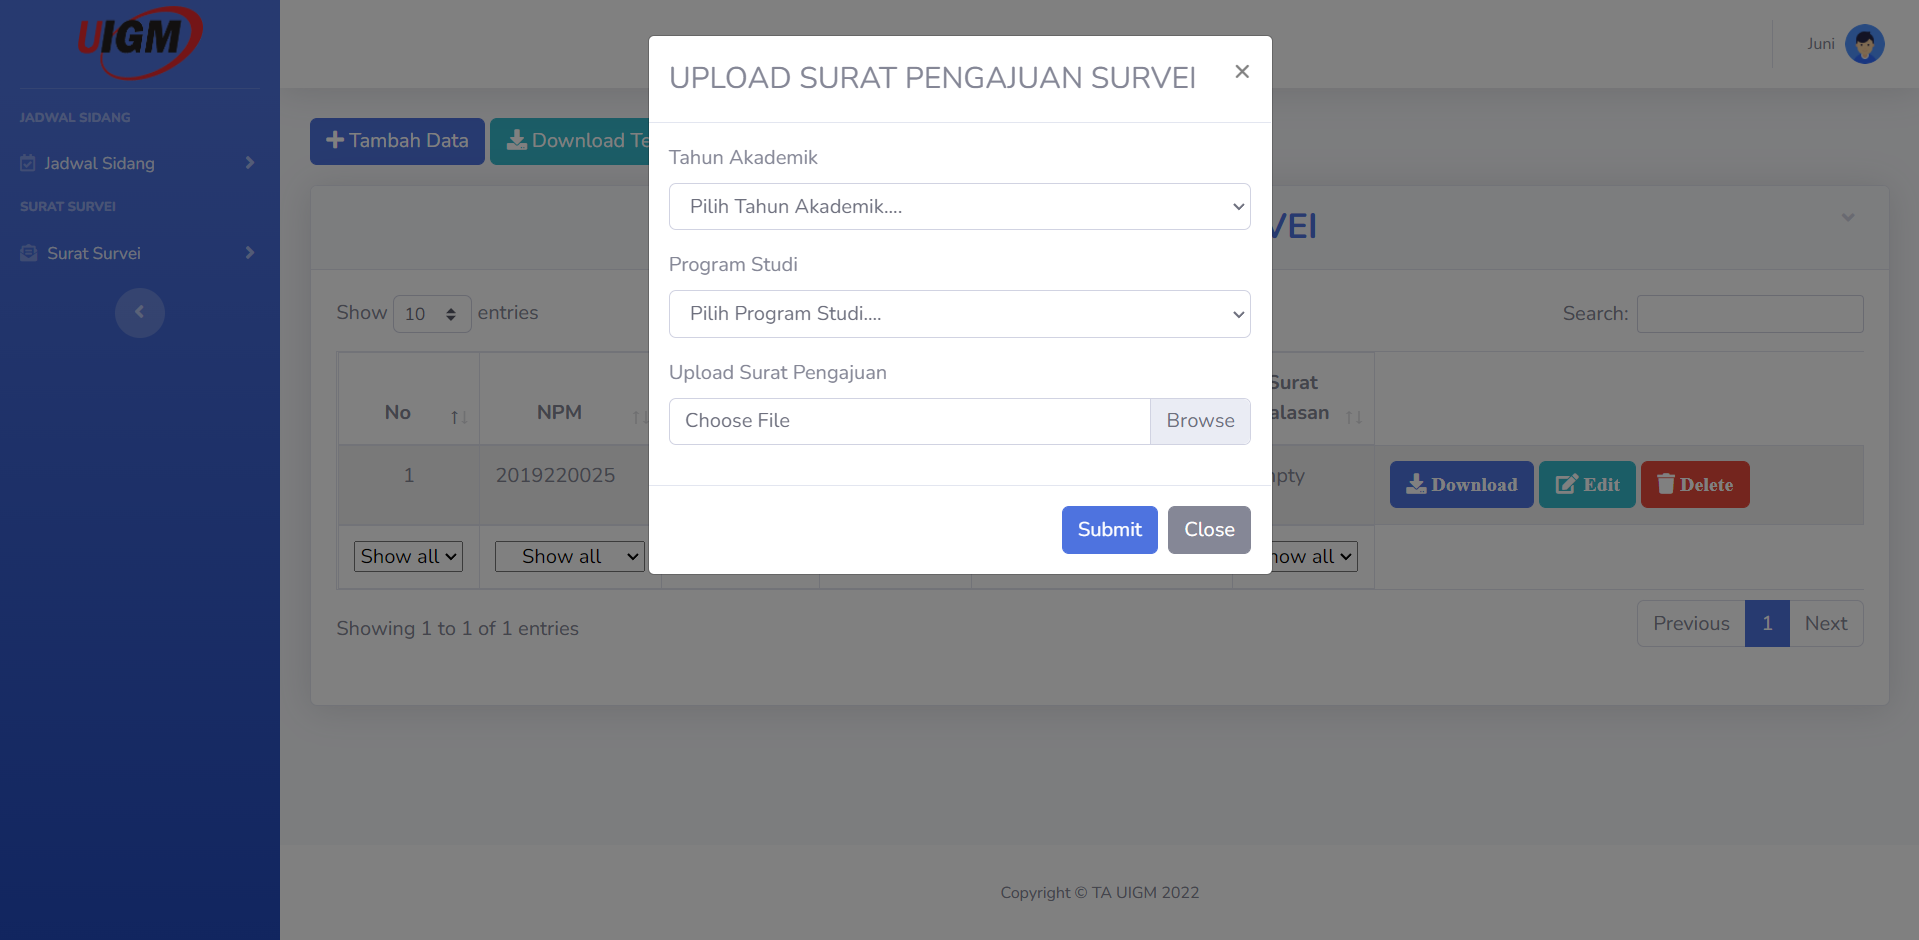 UIGM
Juni
UPLOAD SURAT PENGAJUAN SURVEI
×
JADWAL SIDANG
Tambah Data
Download Te
Jadwal Sidang
Tahun Akademik
Pilih Tahun Akademik....
SURAT SURVEI
VEI
Surat Survei
Program Studi
Show 10 entries
Pilih Program Studi....
Search:
Upload Surat Pengajuan
Choose File Browse
No NPM Surat
alasan
1 2019220025 Download Edit Delete
Submit Close
Show all Show all how all
Showing 1 to 1 of 1 entries
Previous 1 Next
Copyright © TA UIGM 2022